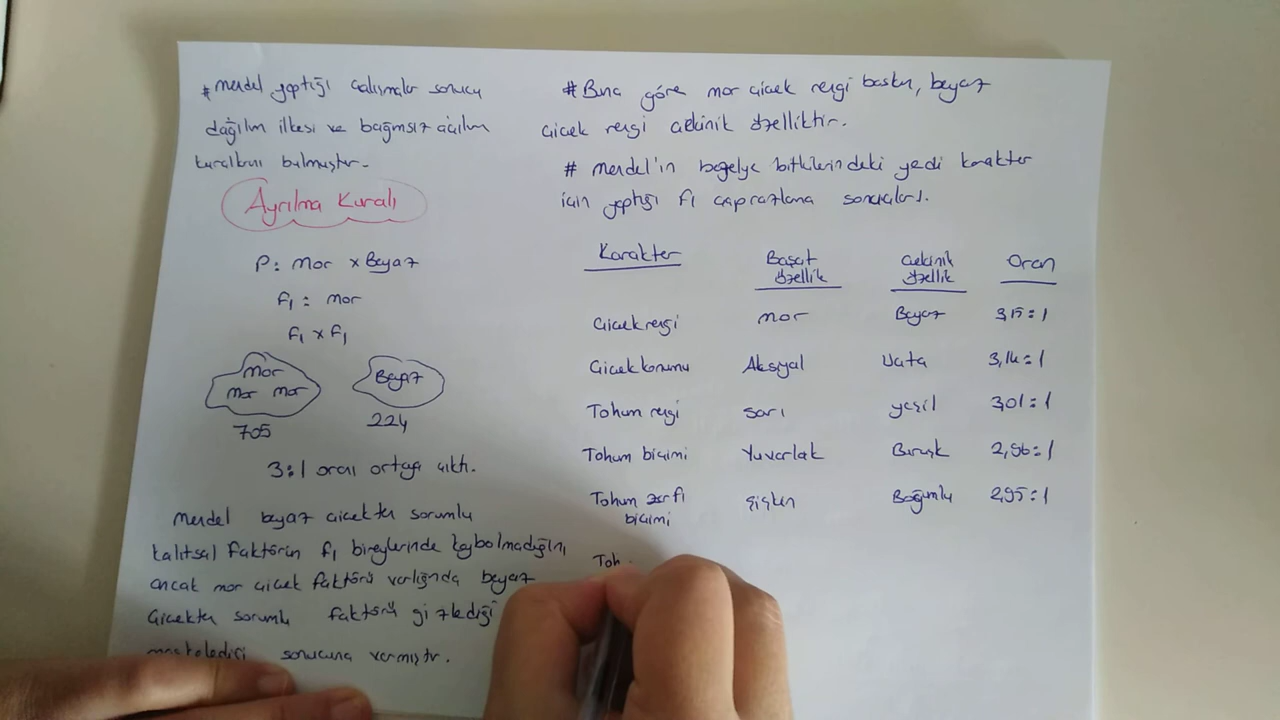 # Mendel yaptığı çalışmalar sonucu
dağılım ilkesi ve bağımsız açılım
kurallarını bulmuştur.
Ayrılma Kuralı
P: Mor x Beyaz
F₁ : Mor
F₁ x F₁
Mor
Mor Mor
Beyaz
705
224
3:1 oranı ortaya çıktı.
Mendel beyaz çiçekten sorumlu
kalıtsal faktörün F₁ bireylerinde kaybolmadığını,
ancak mor çiçek faktörü varlığında beyaz
çiçekten sorumlu faktörü gizlediği
maskelediği sonucuna varmıştır.
# Buna göre mor çiçek rengi baskın, beyaz
çiçek rengi çekinik özelliktir.
# Mendel'in bezelye bitkilerindeki yedi karakter
için yaptığı F₁ çaprazlama sonuçları.
Karakter Başat özellik Çekinik özellik Oran
Çiçek rengi Mor Beyaz 3,15:1
Çiçek konumu Aksiyal Uçta 3,14:1
Tohum rengi Sarı Yeşil 3,01:1
Tohum biçimi Yuvarlak Buruşuk 2,96:1
Tohum zarfı biçimi Şişkin Boğumlu 2,95:1
Toh